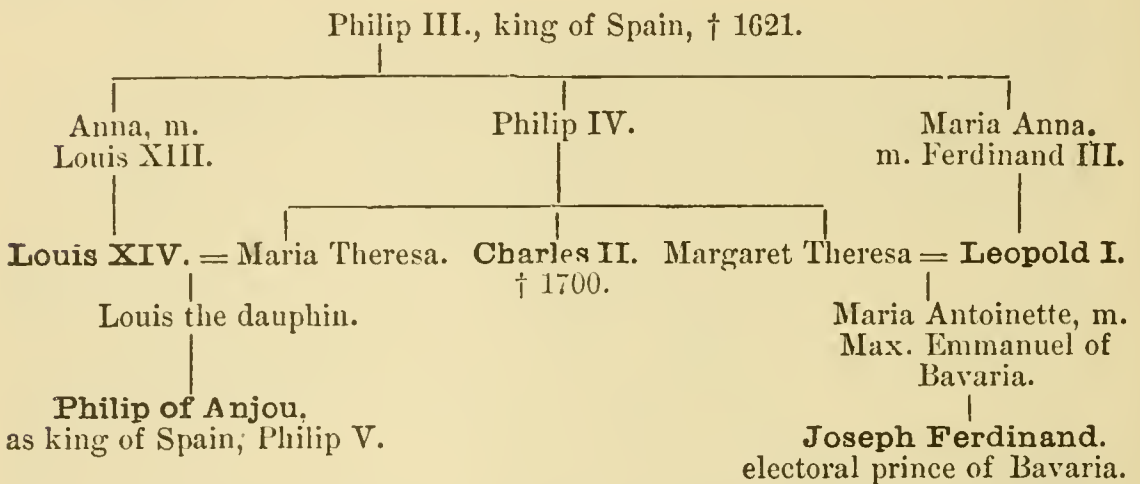 Philip III., king of Spain, † 1621.
Anna, m.
Louis XIII.
Philip IV.
Maria Anna.
m. Ferdinand III.
Louis XIV. = Maria Theresa.
Charles II.
† 1700.
Margaret Theresa = Leopold I.
Louis the dauphin.
Maria Antoinette, m.
Max. Emmanuel of
Bavaria.
Philip of Anjou,
as king of Spain, Philip V.
Joseph Ferdinand.
electoral prince of Bavaria.